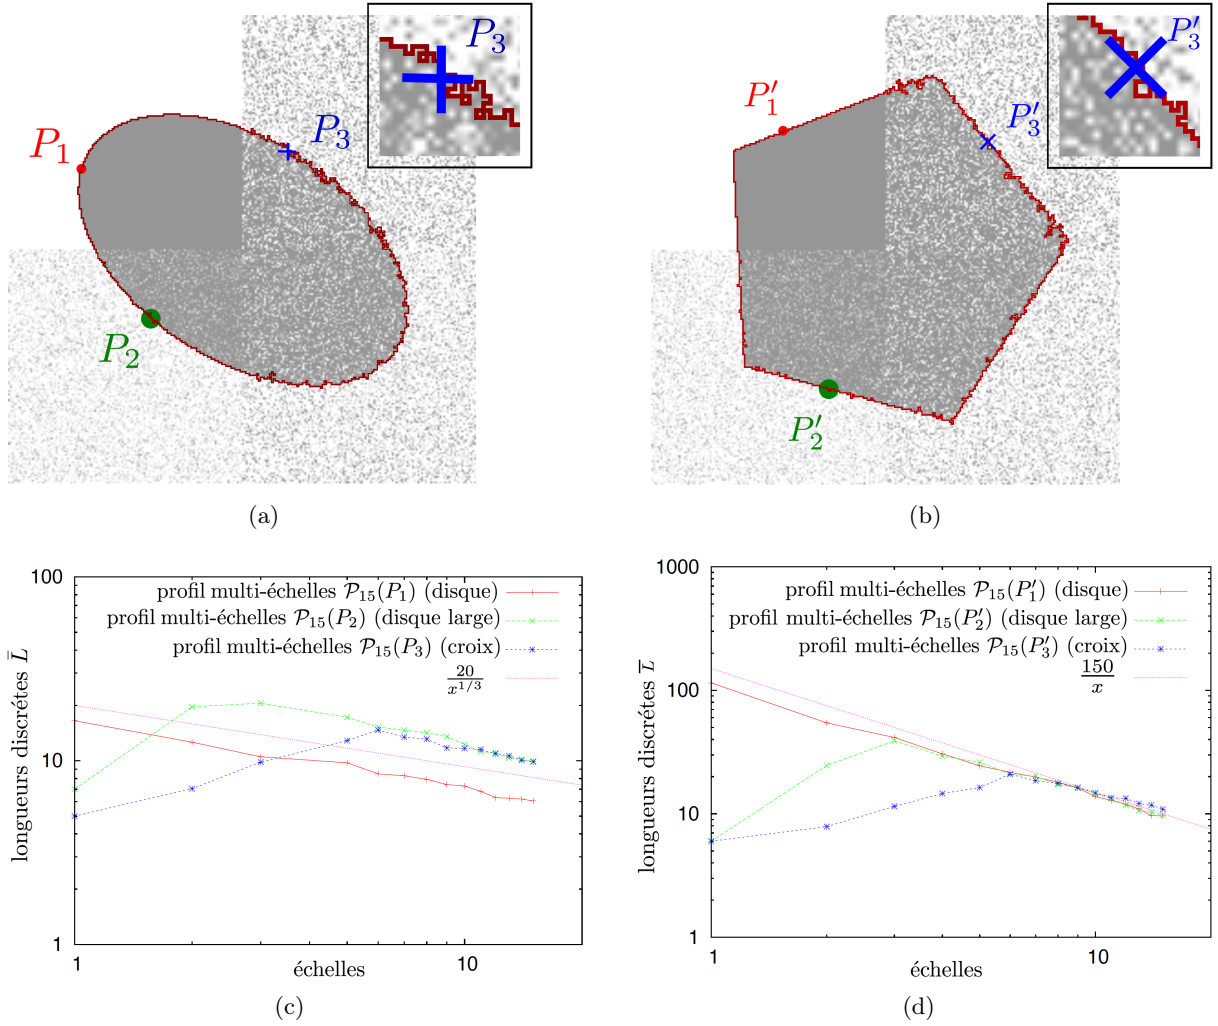 P₁
P₂
P₃
P₃
(a)
P′₁
P′₂
P′₃
P′₃
(b)
100
10
1
1
10
longueurs discrétes L̅
échelles
profil multi-échelles 𝒫₁₅(P₁) (disque)
profil multi-échelles 𝒫₁₅(P₂) (disque large)
profil multi-échelles 𝒫₁₅(P₃) (croix)
20/x^{1/3}
(c)
1000
100
10
1
1
10
longueurs discrétes L̅
échelles
profil multi-échelles 𝒫₁₅(P′₁) (disque)
profil multi-échelles 𝒫₁₅(P′₂) (disque large)
profil multi-échelles 𝒫₁₅(P′₃) (croix)
150/x
(d)